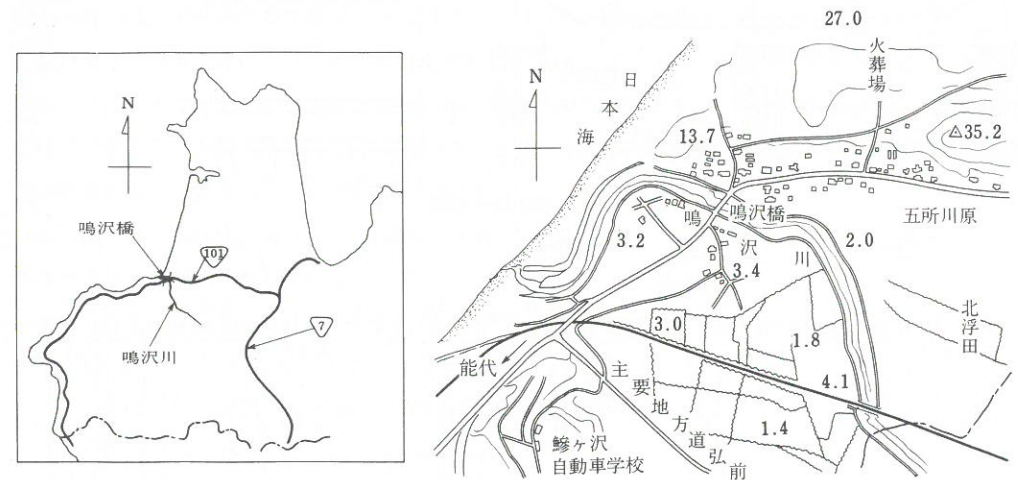 N
鳴沢橋
101
鳴沢川
7
27.0
火葬場
N
日本海
13.7
△35.2
鳴沢橋
五所川原
鳴沢川
3.2
2.0
3.4
北浮田
3.0
1.8
能代
4.1
主要地方道弘前
1.4
鰺ヶ沢
自動車学校